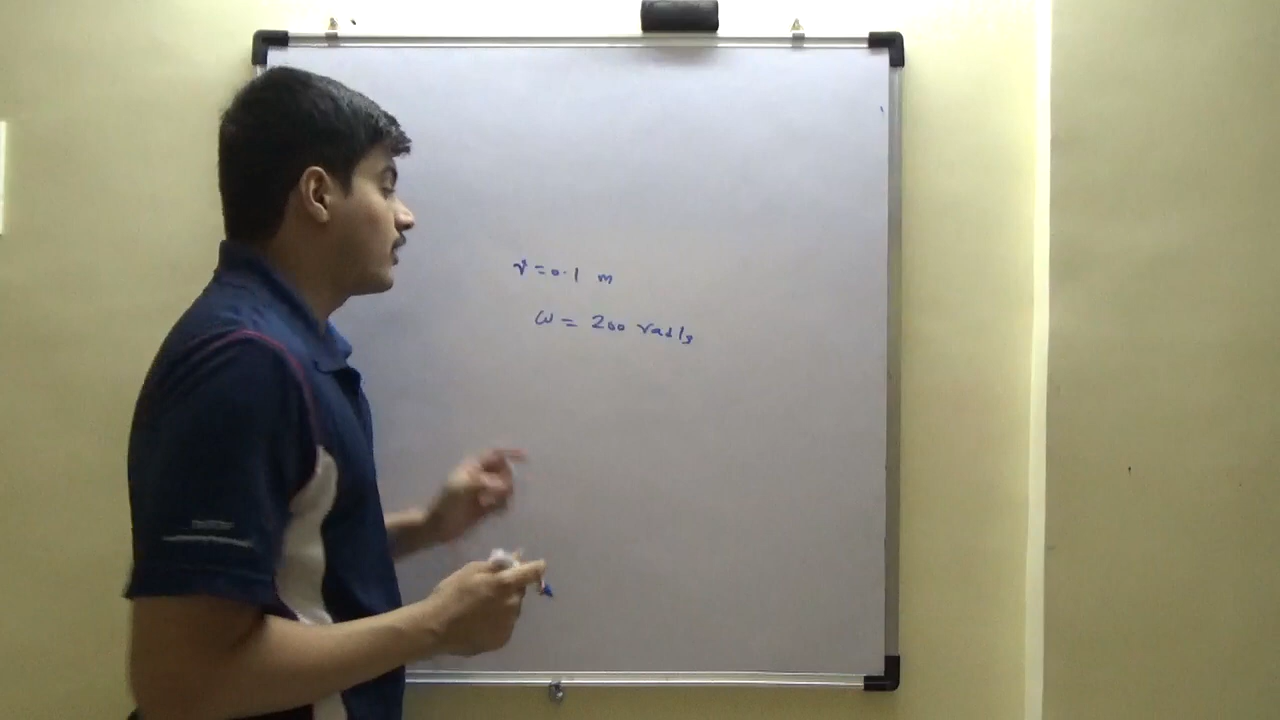 r = 0.1 m
ω = 200 rad/s